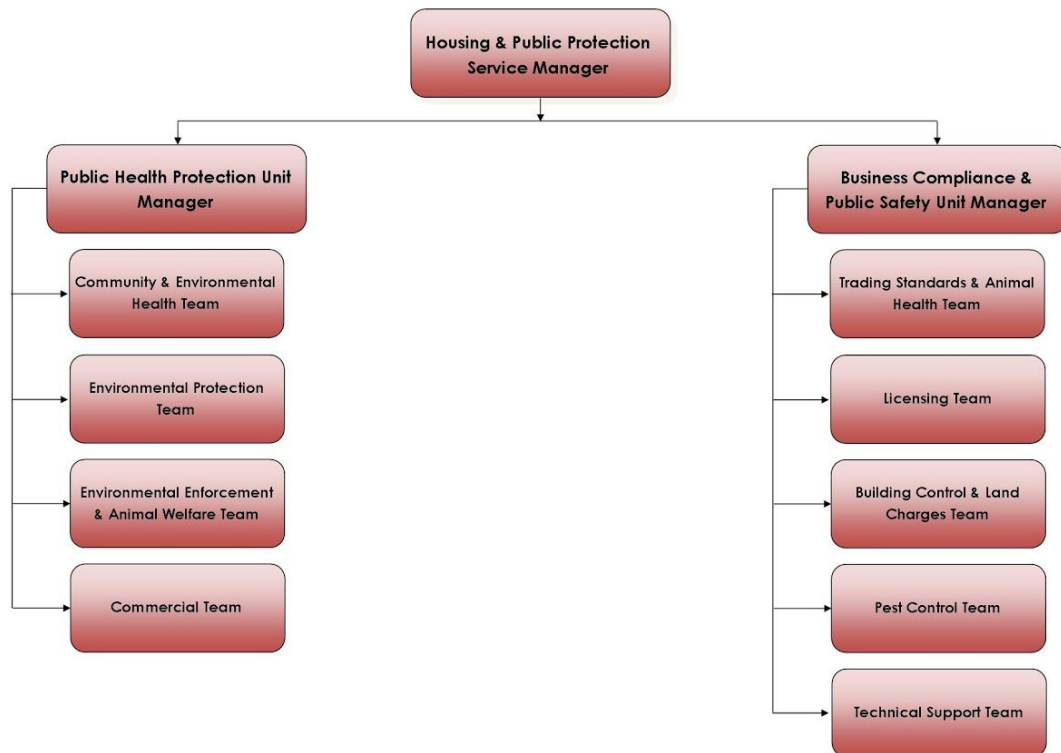 Housing & Public Protection
Service Manager
Public Health Protection Unit
Manager
Community & Environmental
Health Team
Environmental Protection
Team
Environmental Enforcement
& Animal Welfare Team
Commercial Team
Business Compliance &
Public Safety Unit Manager
Trading Standards & Animal
Health Team
Licensing Team
Building Control & Land
Charges Team
Pest Control Team
Technical Support Team